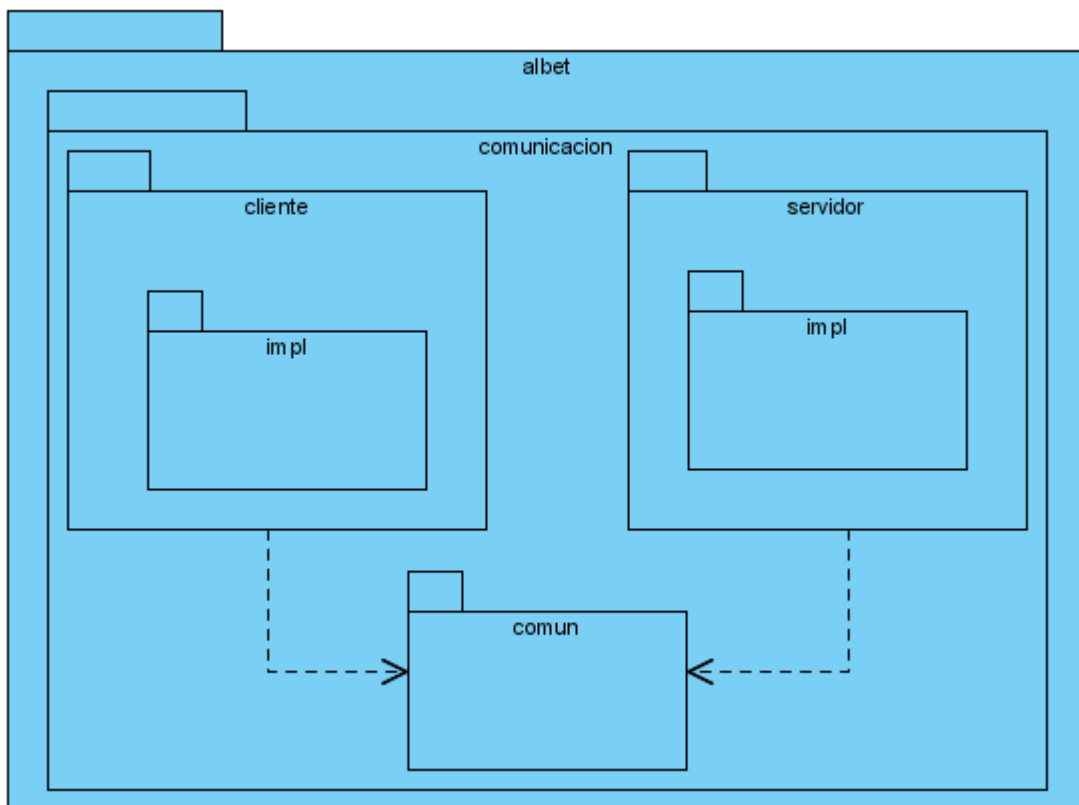 albet
comunicacion
cliente
servidor
impl
impl
comun